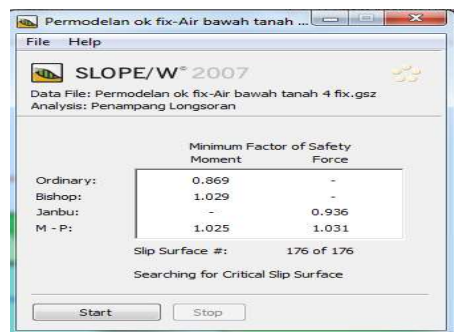 Permodelan ok fix-Air bawah tanah ...
File Help
SLOPE/W® 2007
Data File: Permodelan ok fix-Air bawah tanah 4 fix.gsz
Analysis: Penampang Longsoran
Minimum Factor of Safety
Moment Force
Ordinary: 0.869 -
Bishop: 1.029 -
Janbu: - 0.936
M - P: 1.025 1.031
Slip Surface #: 176 of 176
Searching for Critical Slip Surface
Start Stop